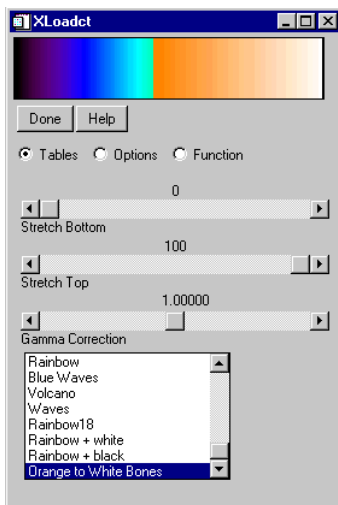 XLoadct
Done Help
Tables Options Function
0
Stretch Bottom
100
Stretch Top
1.00000
Gamma Correction
Rainbow
Blue Waves
Volcano
Waves
Rainbow18
Rainbow + white
Rainbow + black
Orange to White Bones